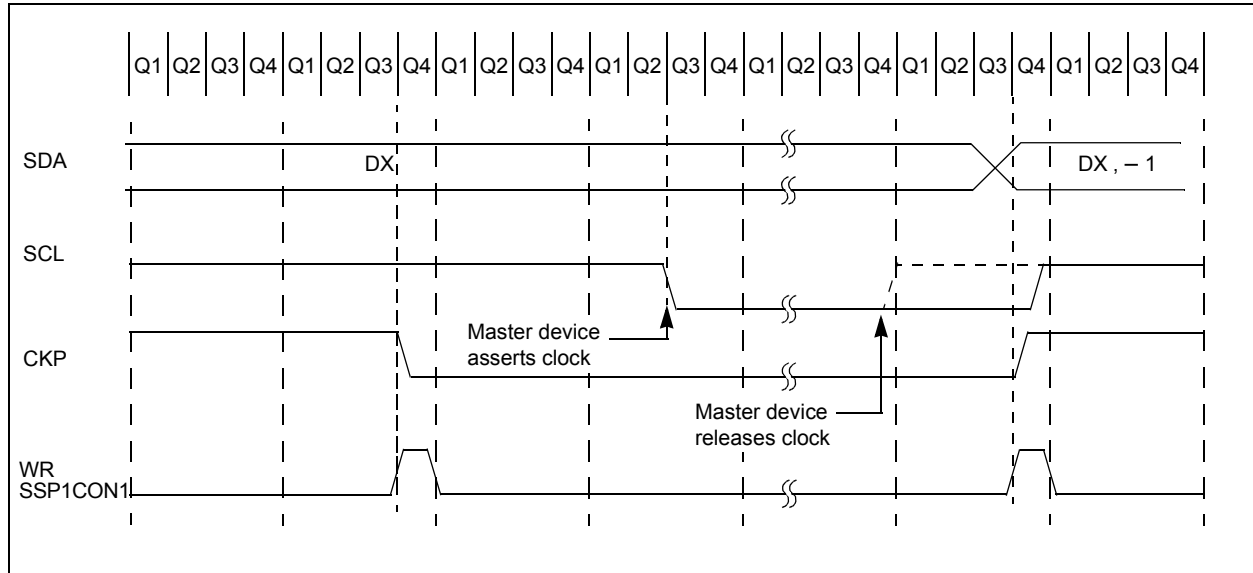 Q1 Q2 Q3 Q4 Q1 Q2 Q3 Q4 Q1 Q2 Q3 Q4 Q1 Q2 Q3 Q4 Q1 Q2 Q3 Q4 Q1 Q2 Q3 Q4 Q1 Q2 Q3 Q4
SDA
DX
DX , – 1
SCL
Master device
asserts clock
CKP
Master device
releases clock
WR
SSP1CON1